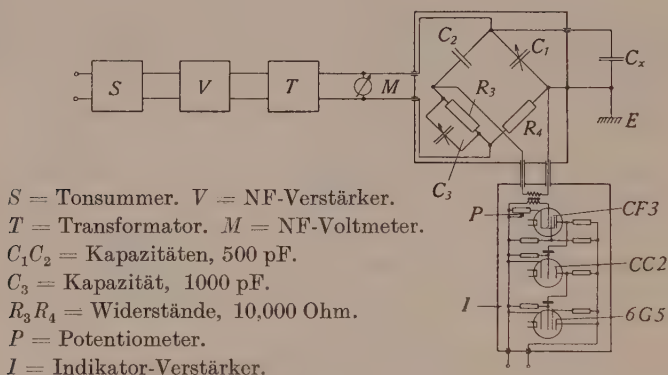 S
V
T
M
C₂
C₁
R₃
R₄
C₃
Cₓ
E
P
CF3
CC2
I
6G5
S = Tonsummer. V = NF-Verstärker.
T = Transformator. M = NF-Voltmeter.
C₁C₂ = Kapazitäten, 500 pF.
C₃ = Kapazität, 1000 pF.
R₃R₄ = Widerstände, 10,000 Ohm.
P = Potentiometer.
I = Indikator-Verstärker.